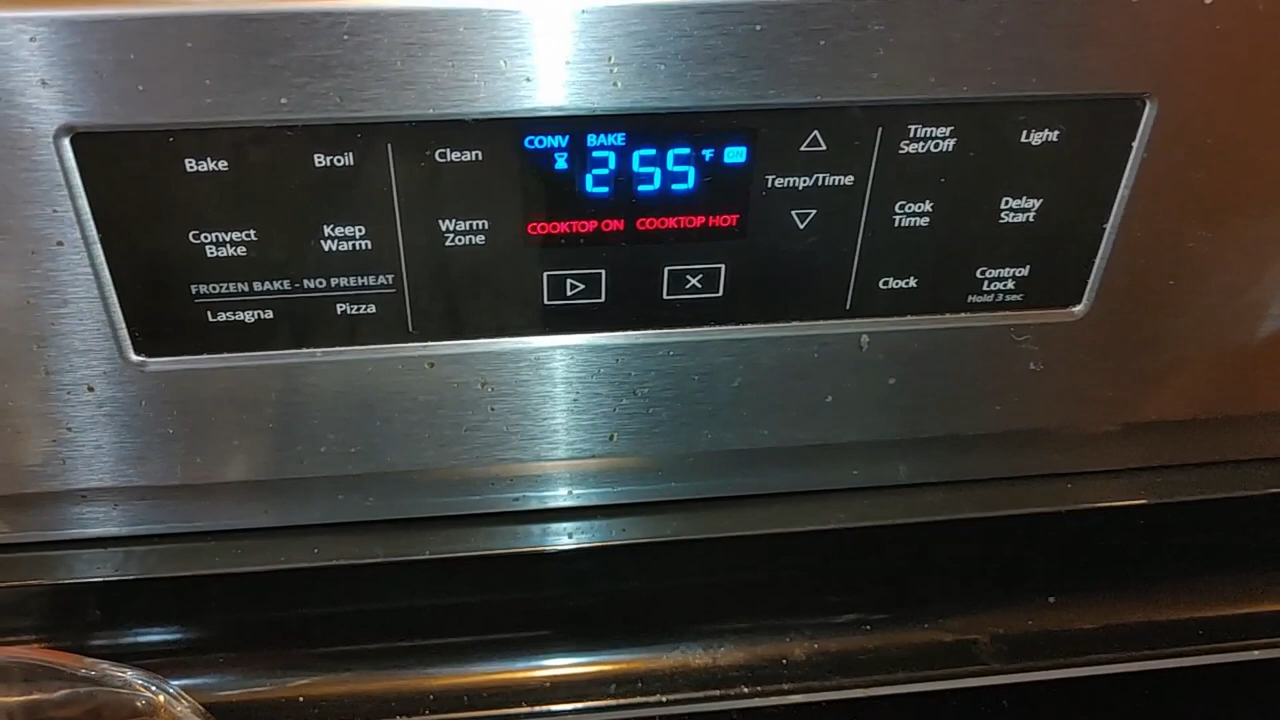 Bake
Broil
Convect
Bake
Keep
Warm
FROZEN BAKE - NO PREHEAT
Lasagna
Pizza
Clean
Warm
Zone
CONV BAKE
255 °F ON
COOKTOP ON COOKTOP HOT
Temp/Time
Timer
Set/Off
Light
Cook
Time
Delay
Start
Clock
Control
Lock
Hold 3 sec